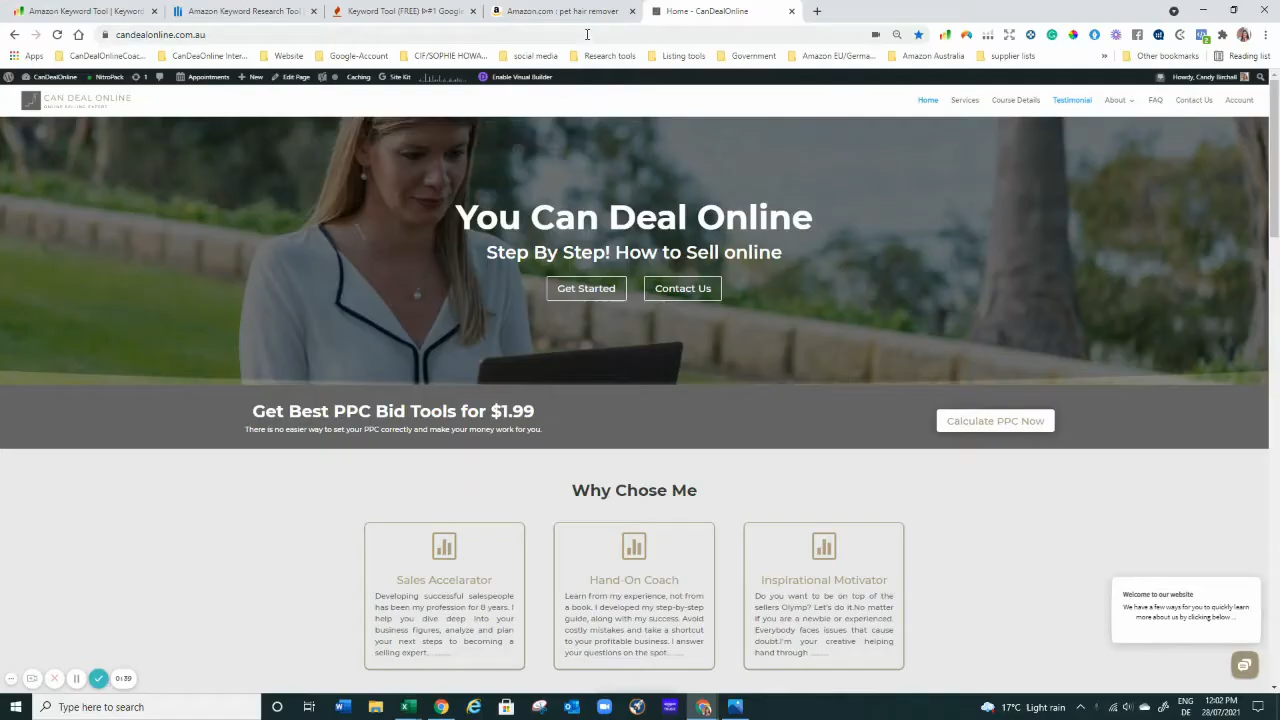 Amazon Keyword Tool | Keyword
Amazon Keyword Research Tool
Keyword Tool (FREE) ᐈ#1 Google
Amazon.com : pet hair remover
Home - CanDealOnline
candealonline.com.au
Apps
CanDealOnlineCoac...
CanDealOnline Inter...
Website
Google-Account
CIF/SOPHIE HOWA...
social media
Research tools
Listing tools
Government
Amazon EU/Germa...
Amazon Australia
supplier lists
»
Other bookmarks
Reading list
CanDealOnline
NitroPack
1
Appointments
+ New
Edit Page
Caching
Site Kit
Enable Visual Builder
Howdy, Candy Birchall
CAN DEAL ONLINE
ONLINE SELLING EXPERT
Home
Services
Course Details
Testimonial
About
FAQ
Contact Us
Account
You Can Deal Online
Step By Step! How to Sell online
Get Started
Contact Us
Get Best PPC Bid Tools for $1.99
There is no easier way to set your PPC correctly and make your money work for you.
Calculate PPC Now
Why Chose Me
Sales Accelarator
Developing successful salespeople
has been my profession for 8 years. I
help you dive deep into your
business figures, analyze and plan
your next steps to becoming a
selling expert. .......
Hand-On Coach
Learn from my experience, not from
a book. I developed my step-by-step
guide, along with my success. Avoid
costly mistakes and take a shortcut
to your profitable business. I answer
your questions on the spot.... ....
Inspirational Motivator
Do you want to be on top of the
sellers Olymp? Let's do it.No matter
if you are a newbie or experienced.
Everybody faces issues that cause
doubt.I'm your creative helping
hand through .......
Welcome to our website
We have a few ways for you to quickly learn
more about us by clicking below ...
0:39
Type here to search
17°C Light rain
ENG
DE
12:02 PM
28/07/2021